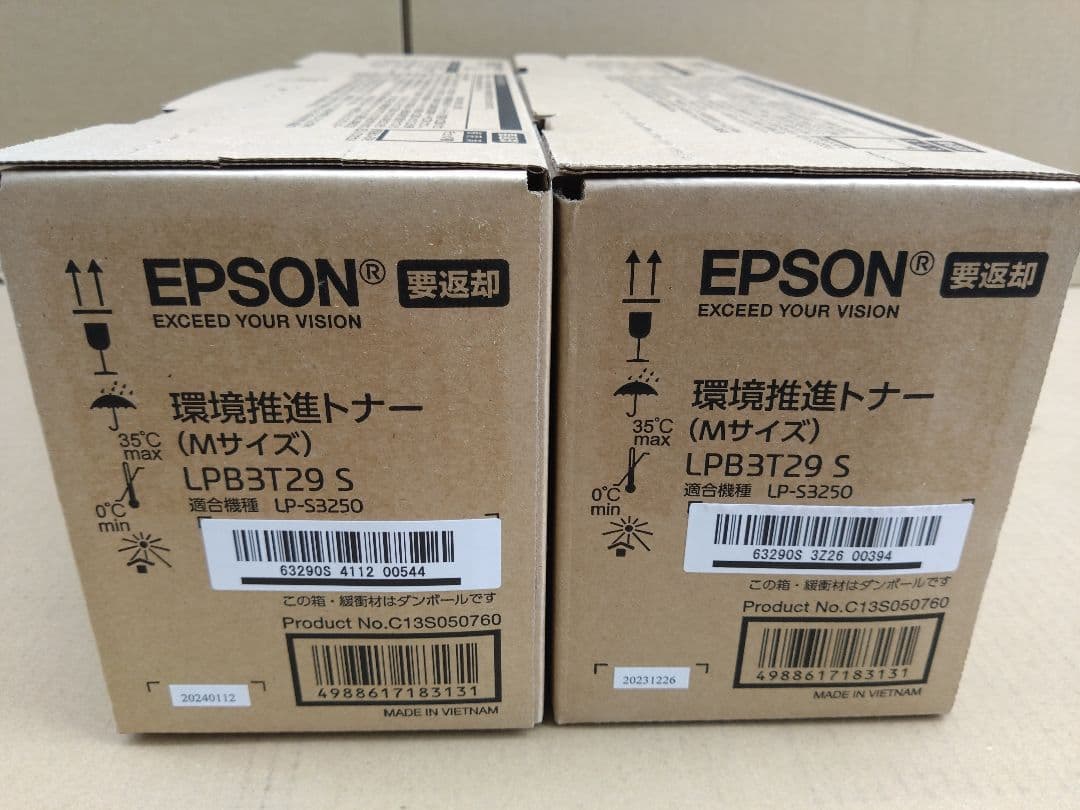 EPSON® 要返却
EXCEED YOUR VISION
環境推進トナー
(Mサイズ)
35℃
max
LPB3T29 S
0℃
min
適合機種 LP-S3250
63290S 4112 00544
この箱・緩衝材はダンボールです
Product No.C13S050760
4988617183131
20240112
MADE IN VIETNAM
EPSON® 要返却
EXCEED YOUR VISION
環境推進トナー
(Mサイズ)
35℃
max
LPB3T29 S
0℃
min
適合機種 LP-S3250
63290S 3Z26 00394
この箱・緩衝材はダンボールです
Product No.C13S050760
4988617183131
20231226
MADE IN VIETNAM